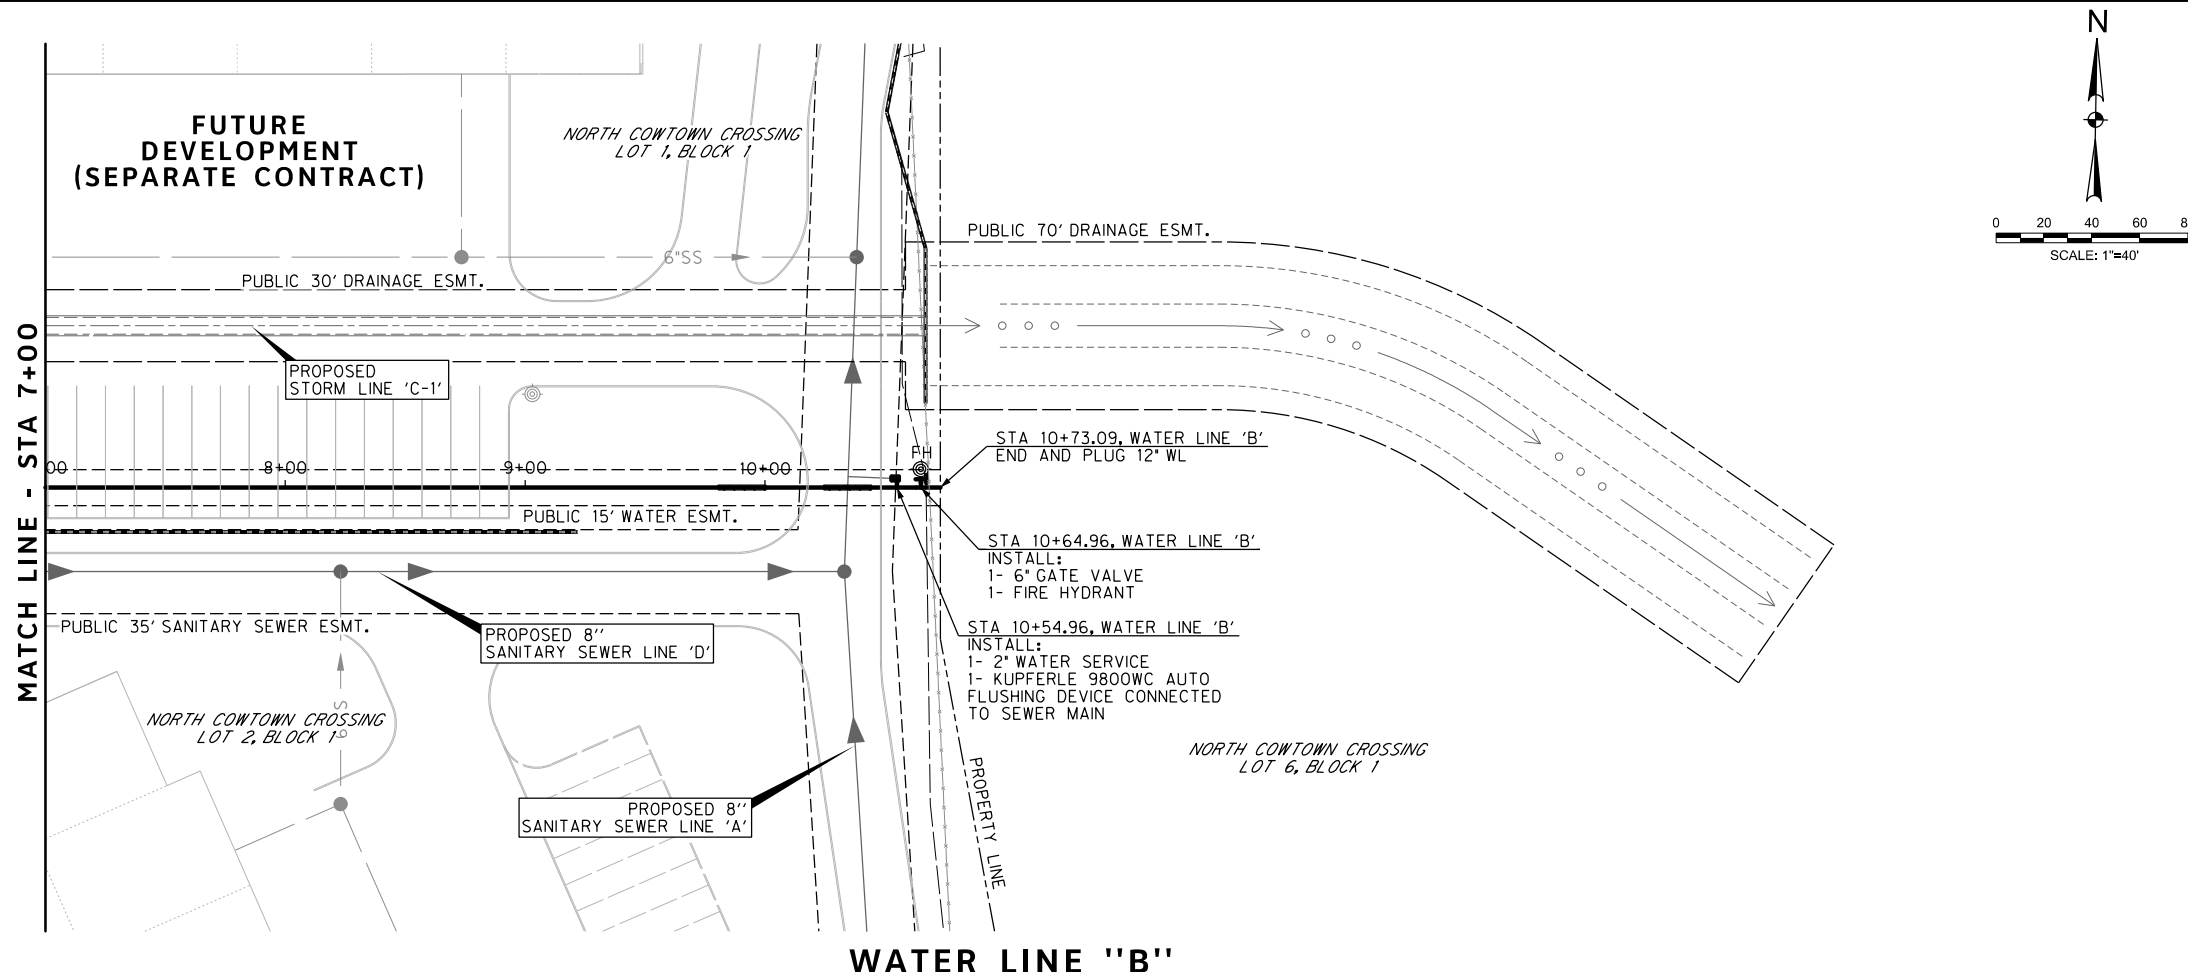 N
0 20 40 60
SCALE: 1"=40'
FUTURE
DEVELOPMENT
(SEPARATE CONTRACT)
NORTH COWTOWN CROSSING
LOT 1, BLOCK 1
PUBLIC 70' DRAINAGE ESMT.
6"SS
PUBLIC 30' DRAINAGE ESMT.
MATCH LINE - STA 7+00
PROPOSED
STORM LINE 'C-1'
00
8+00
9+00
10+00
FH
STA 10+73.09, WATER LINE 'B'
END AND PLUG 12" WL
PUBLIC 15' WATER ESMT.
STA 10+64.96, WATER LINE 'B'
INSTALL:
1- 6" GATE VALVE
1- FIRE HYDRANT
STA 10+54.96, WATER LINE 'B'
INSTALL:
1- 2" WATER SERVICE
1- KUPFERLE 9800WC AUTO
FLUSHING DEVICE CONNECTED
TO SEWER MAIN
PUBLIC 35' SANITARY SEWER ESMT.
PROPOSED 8''
SANITARY SEWER LINE 'D'
NORTH COWTOWN CROSSING
LOT 2, BLOCK 1
PROPOSED 8''
SANITARY SEWER LINE 'A'
PROPERTY LINE
NORTH COWTOWN CROSSING
LOT 6, BLOCK 1
WATER LINE ''B''